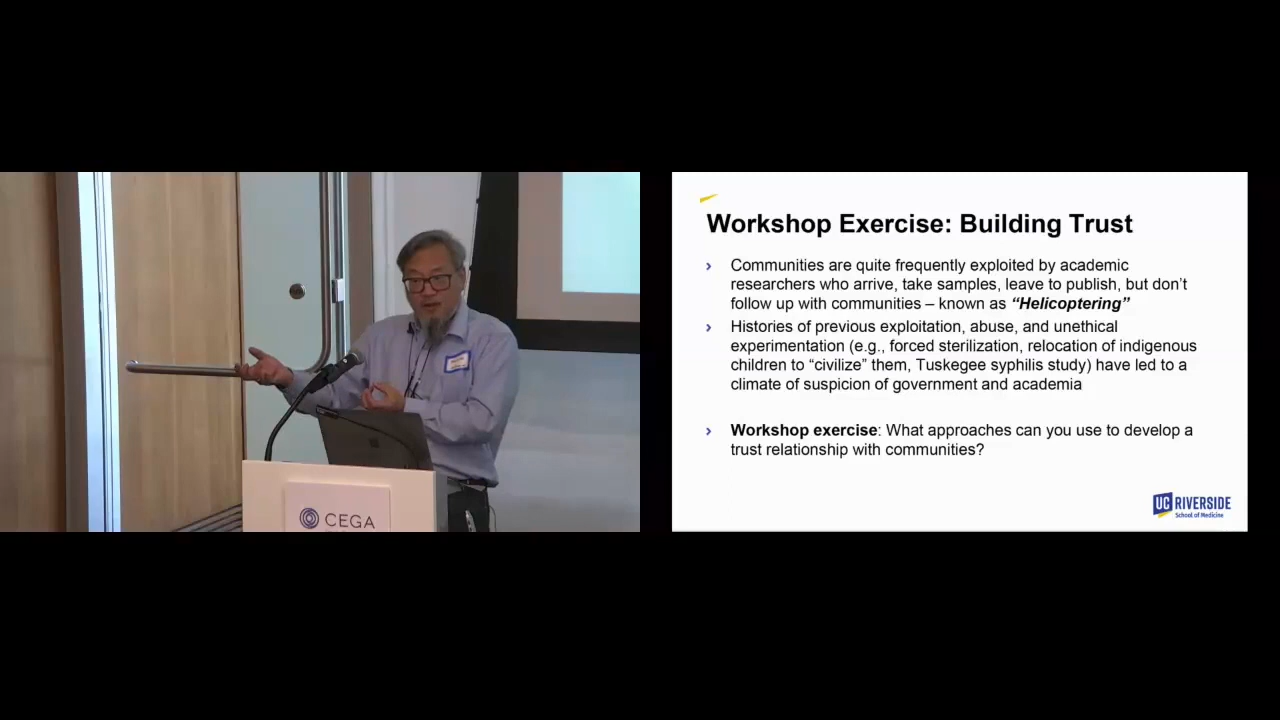 CEGA
Workshop Exercise: Building Trust
› Communities are quite frequently exploited by academic
researchers who arrive, take samples, leave to publish, but don’t
follow up with communities – known as “Helicoptering”
› Histories of previous exploitation, abuse, and unethical
experimentation (e.g., forced sterilization, relocation of indigenous
children to “civilize” them, Tuskegee syphilis study) have led to a
climate of suspicion of government and academia
› Workshop exercise: What approaches can you use to develop a
trust relationship with communities?
UC RIVERSIDE
School of Medicine